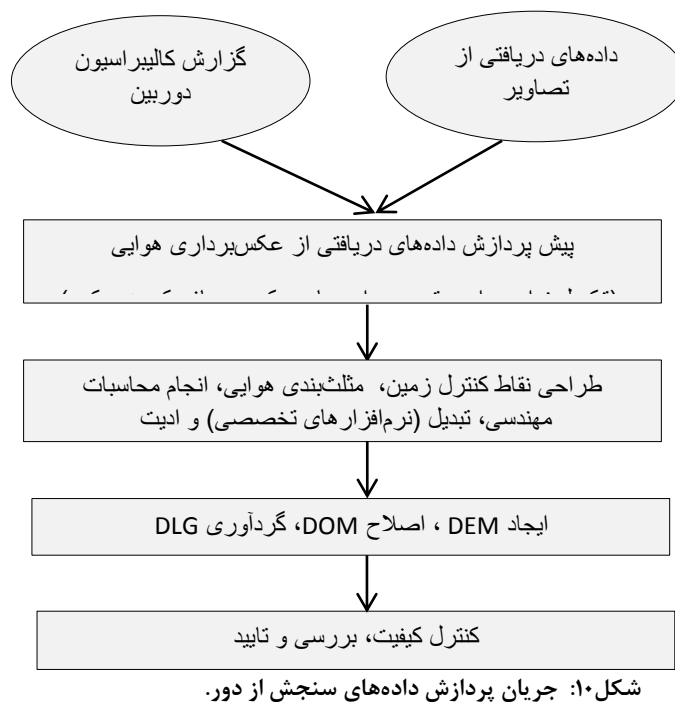 گزارش کالیبراسیون
دوربین
داده‌های دریافتی از
تصاویر
پیش پردازش داده‌های دریافتی از عکس‌برداری هوایی
طراحی نقاط کنترل زمین، مثلث‌بندی هوایی، انجام محاسبات
مهندسی، تبدیل (نرم‌افزارهای تخصصی) و ادیت
ایجاد DEM ، اصلاح DOM، گردآوری DLG
کنترل کیفیت، بررسی و تایید
شکل۱۰: جریان پردازش داده‌های سنجش از دور.